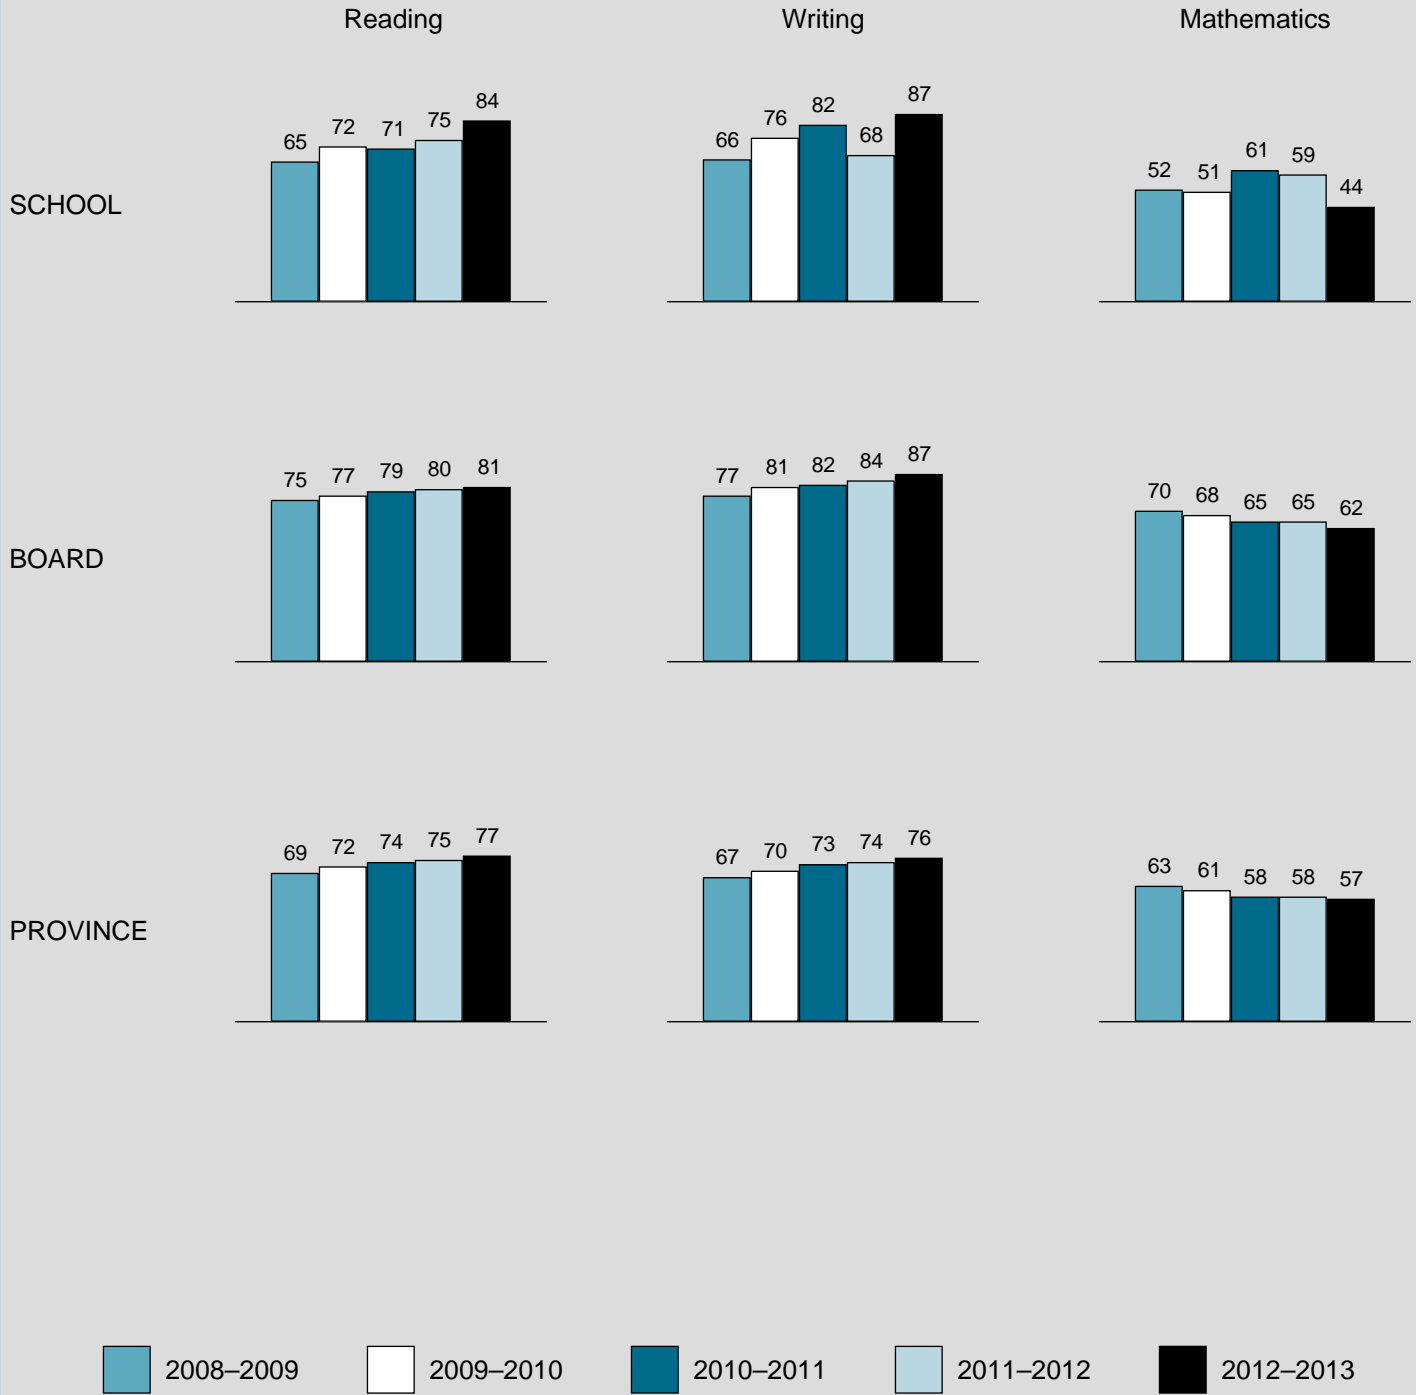 Reading Writing Mathematics
SCHOOL
65 72 71 75 84
66 76 82 68 87
52 51 61 59 44
BOARD
75 77 79 80 81
77 81 82 84 87
70 68 65 65 62
PROVINCE
69 72 74 75 77
67 70 73 74 76
63 61 58 58 57
2008–2009 2009–2010 2010–2011 2011–2012 2012–2013